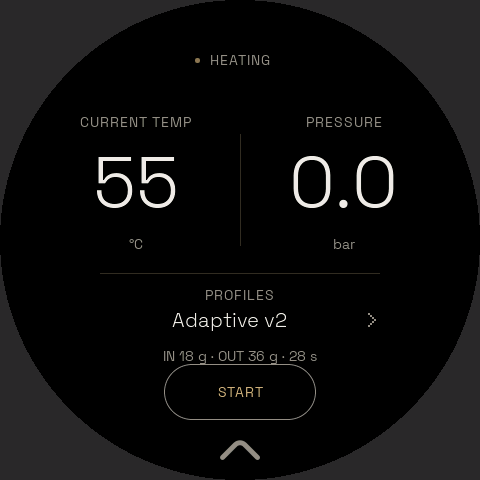 HEATING
CURRENT TEMP PRESSURE
55 0.0
°C bar
PROFILES
Adaptive v2
IN 18 g · OUT 36 g · 28 s
START